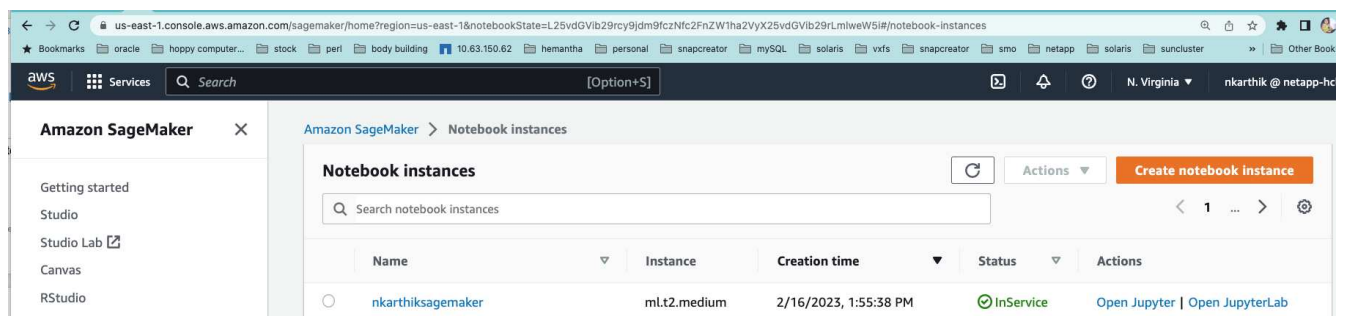 us-east-1.console.aws.amazon.com/sagemaker/home?region=us-east-1&notebookState=L25vdGVib29rcy9jdm9fczNfc2FnZW1ha2VyX25vdGVib29rLmlweW5i#/notebook-instances
Bookmarks oracle hoppy computer... stock perl body building 10.63.150.62 hemantha personal snapcreator mySQL solaris vxfs snapcreator smo netapp solaris suncluster » Other Book
aws Services Search [Option+S] N. Virginia ▼ nkarthik @ netapp-hc
Amazon SageMaker
Amazon SageMaker > Notebook instances
Notebook instances Actions ▼ Create notebook instance
Getting started
Search notebook instances < 1 ... >
Studio
Studio Lab
Canvas
Name Instance Creation time Status Actions
RStudio
nkarthiksagemaker ml.t2.medium 2/16/2023, 1:55:38 PM InService Open Jupyter | Open JupyterLab